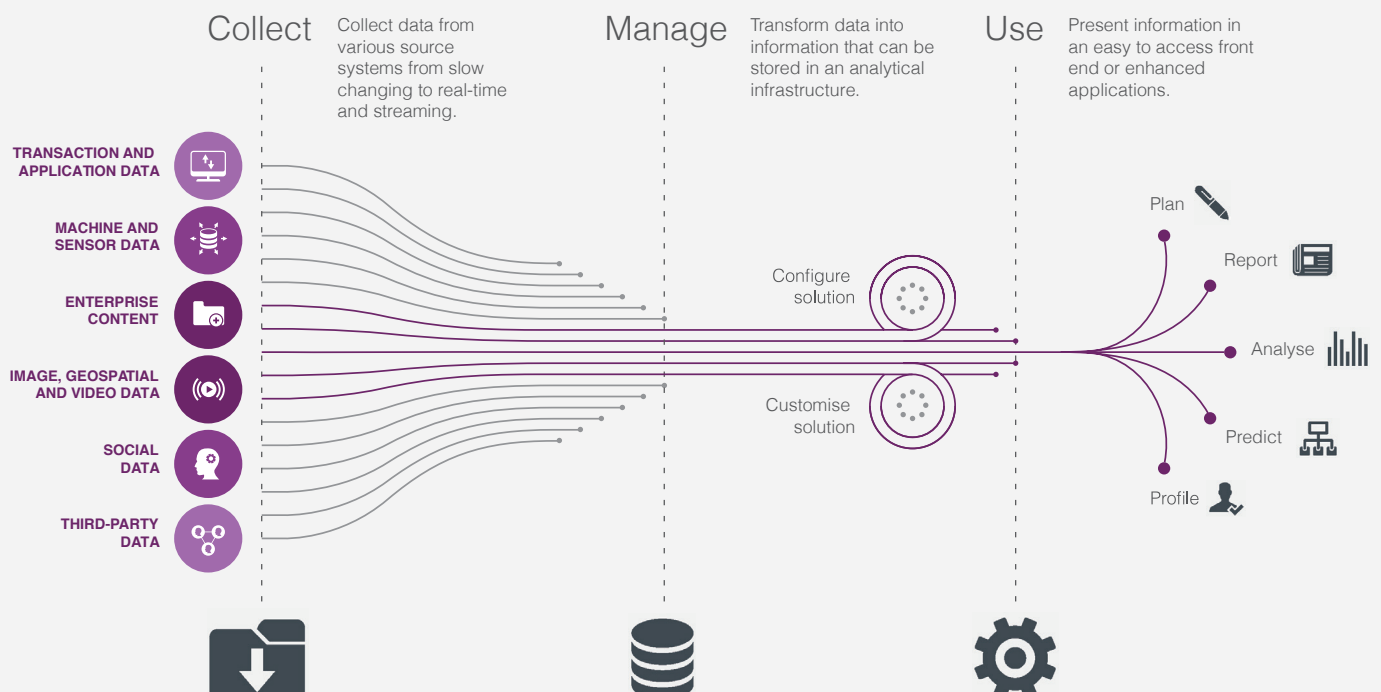 Collect
Collect data from
various source
systems from slow
changing to real-time
and streaming.
Manage
Transform data into
information that can be
stored in an analytical
infrastructure.
Use
Present information in
an easy to access front
end or enhanced
applications.
TRANSACTION AND
APPLICATION DATA
MACHINE AND
SENSOR DATA
ENTERPRISE
CONTENT
IMAGE, GEOSPATIAL
AND VIDEO DATA
SOCIAL
DATA
THIRD-PARTY
DATA
Configure
solution
Customise
solution
Plan
Report
Analyse
Predict
Profile